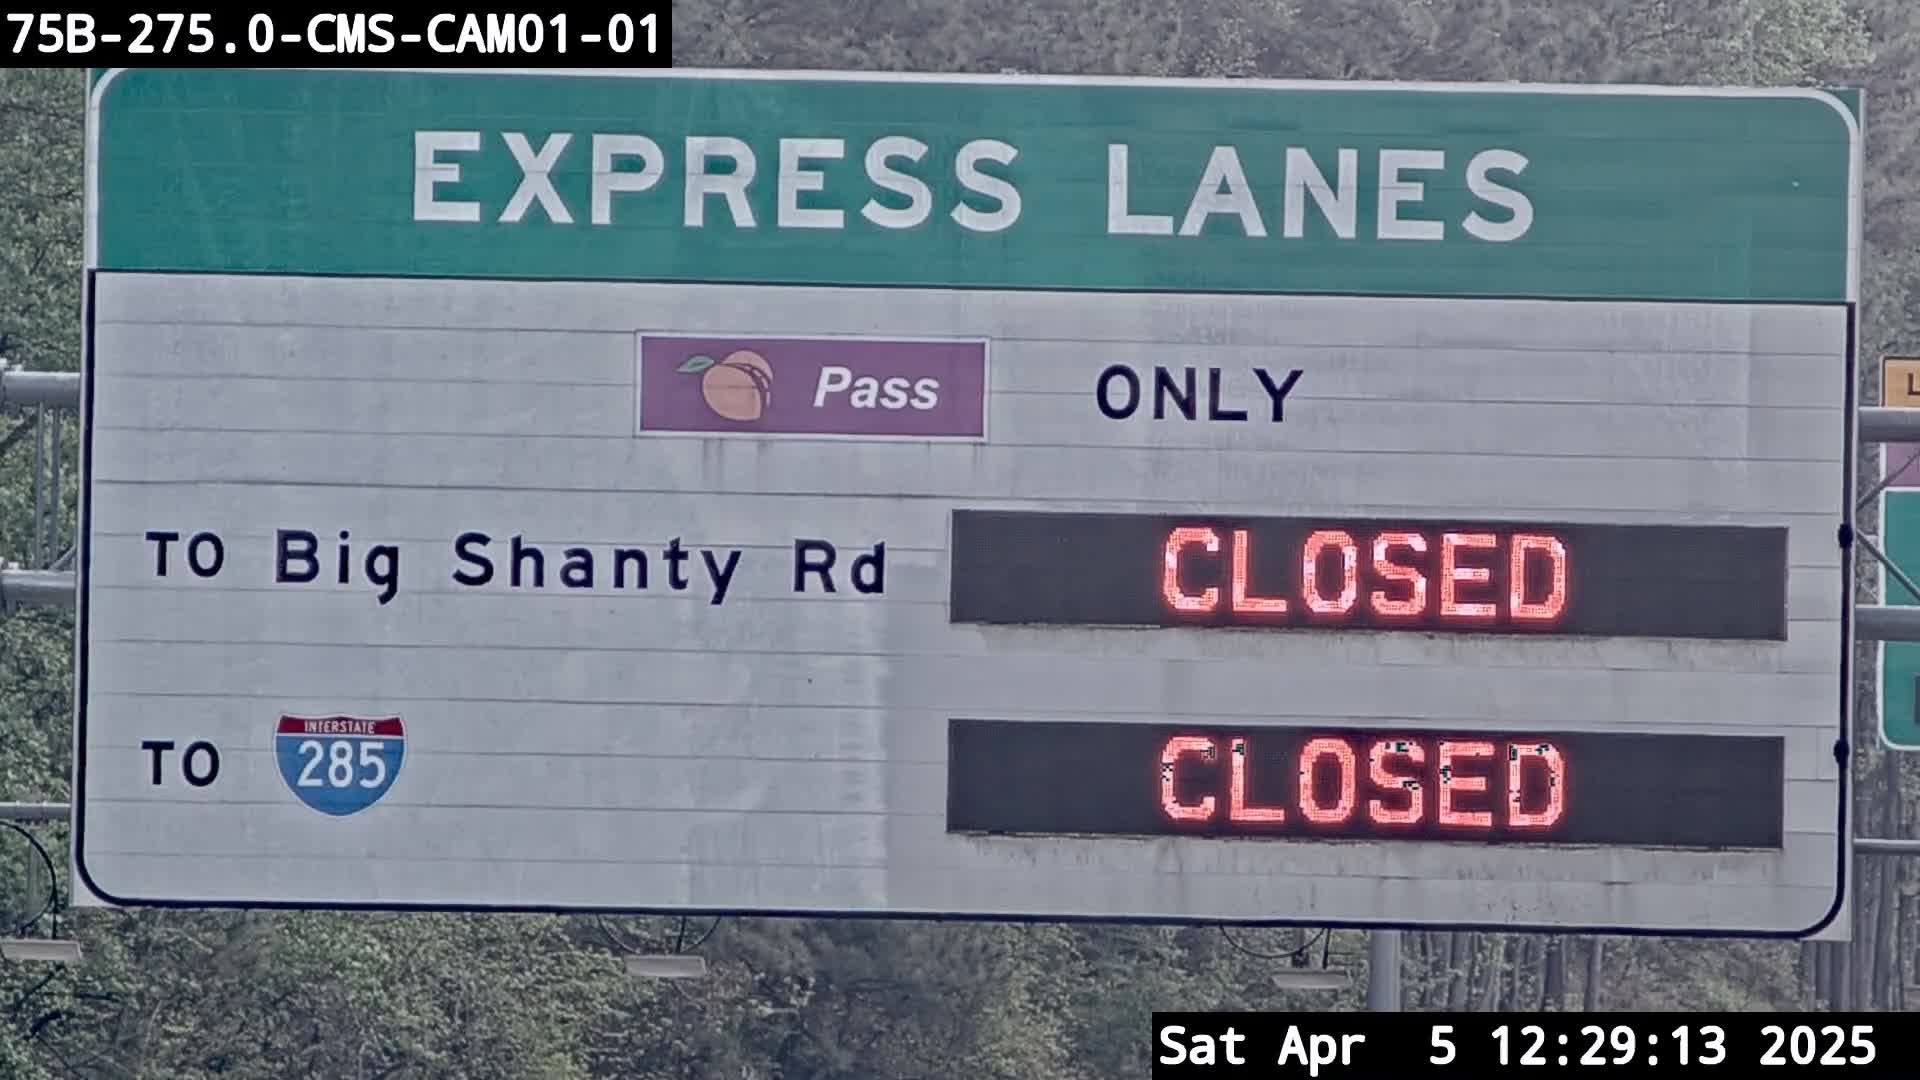 75B-275.0-CMS-CAM01-01
EXPRESS LANES
Pass ONLY
TO Big Shanty Rd CLOSED
TO INTERSTATE 285 CLOSED
Sat Apr 5 12:29:13 2025